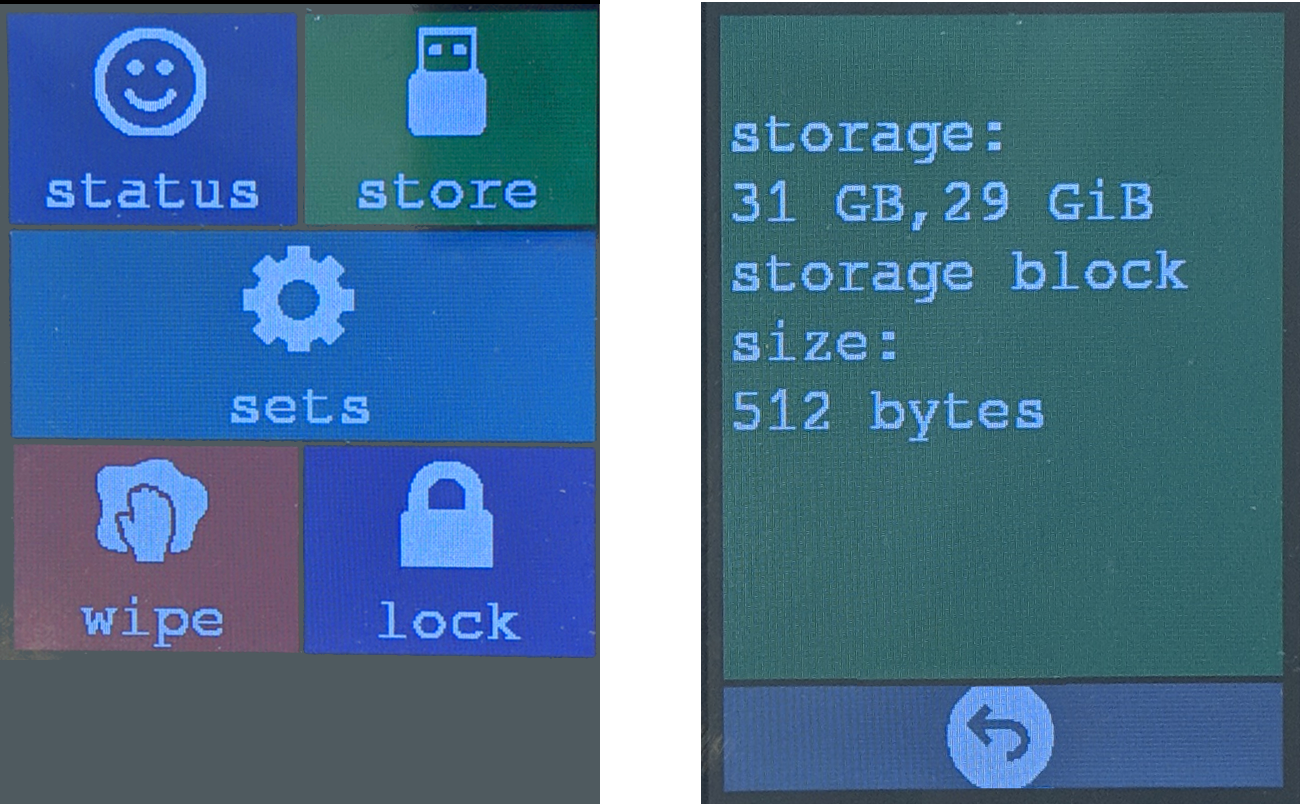 status
store
sets
wipe
lock
storage:
31 GB,29 GiB
storage block
size:
512 bytes